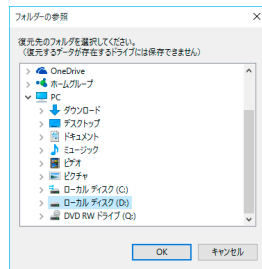 フォルダーの参照
復元先のフォルダを選択してください。
（復元するデータが存在するドライブには保存できません）
OneDrive
ホームグループ
PC
ダウンロード
デスクトップ
ドキュメント
ミュージック
ビデオ
ピクチャ
ローカル ディスク (C:)
ローカル ディスク (D:)
DVD RW ドライブ (Q:)
OK
キャンセル